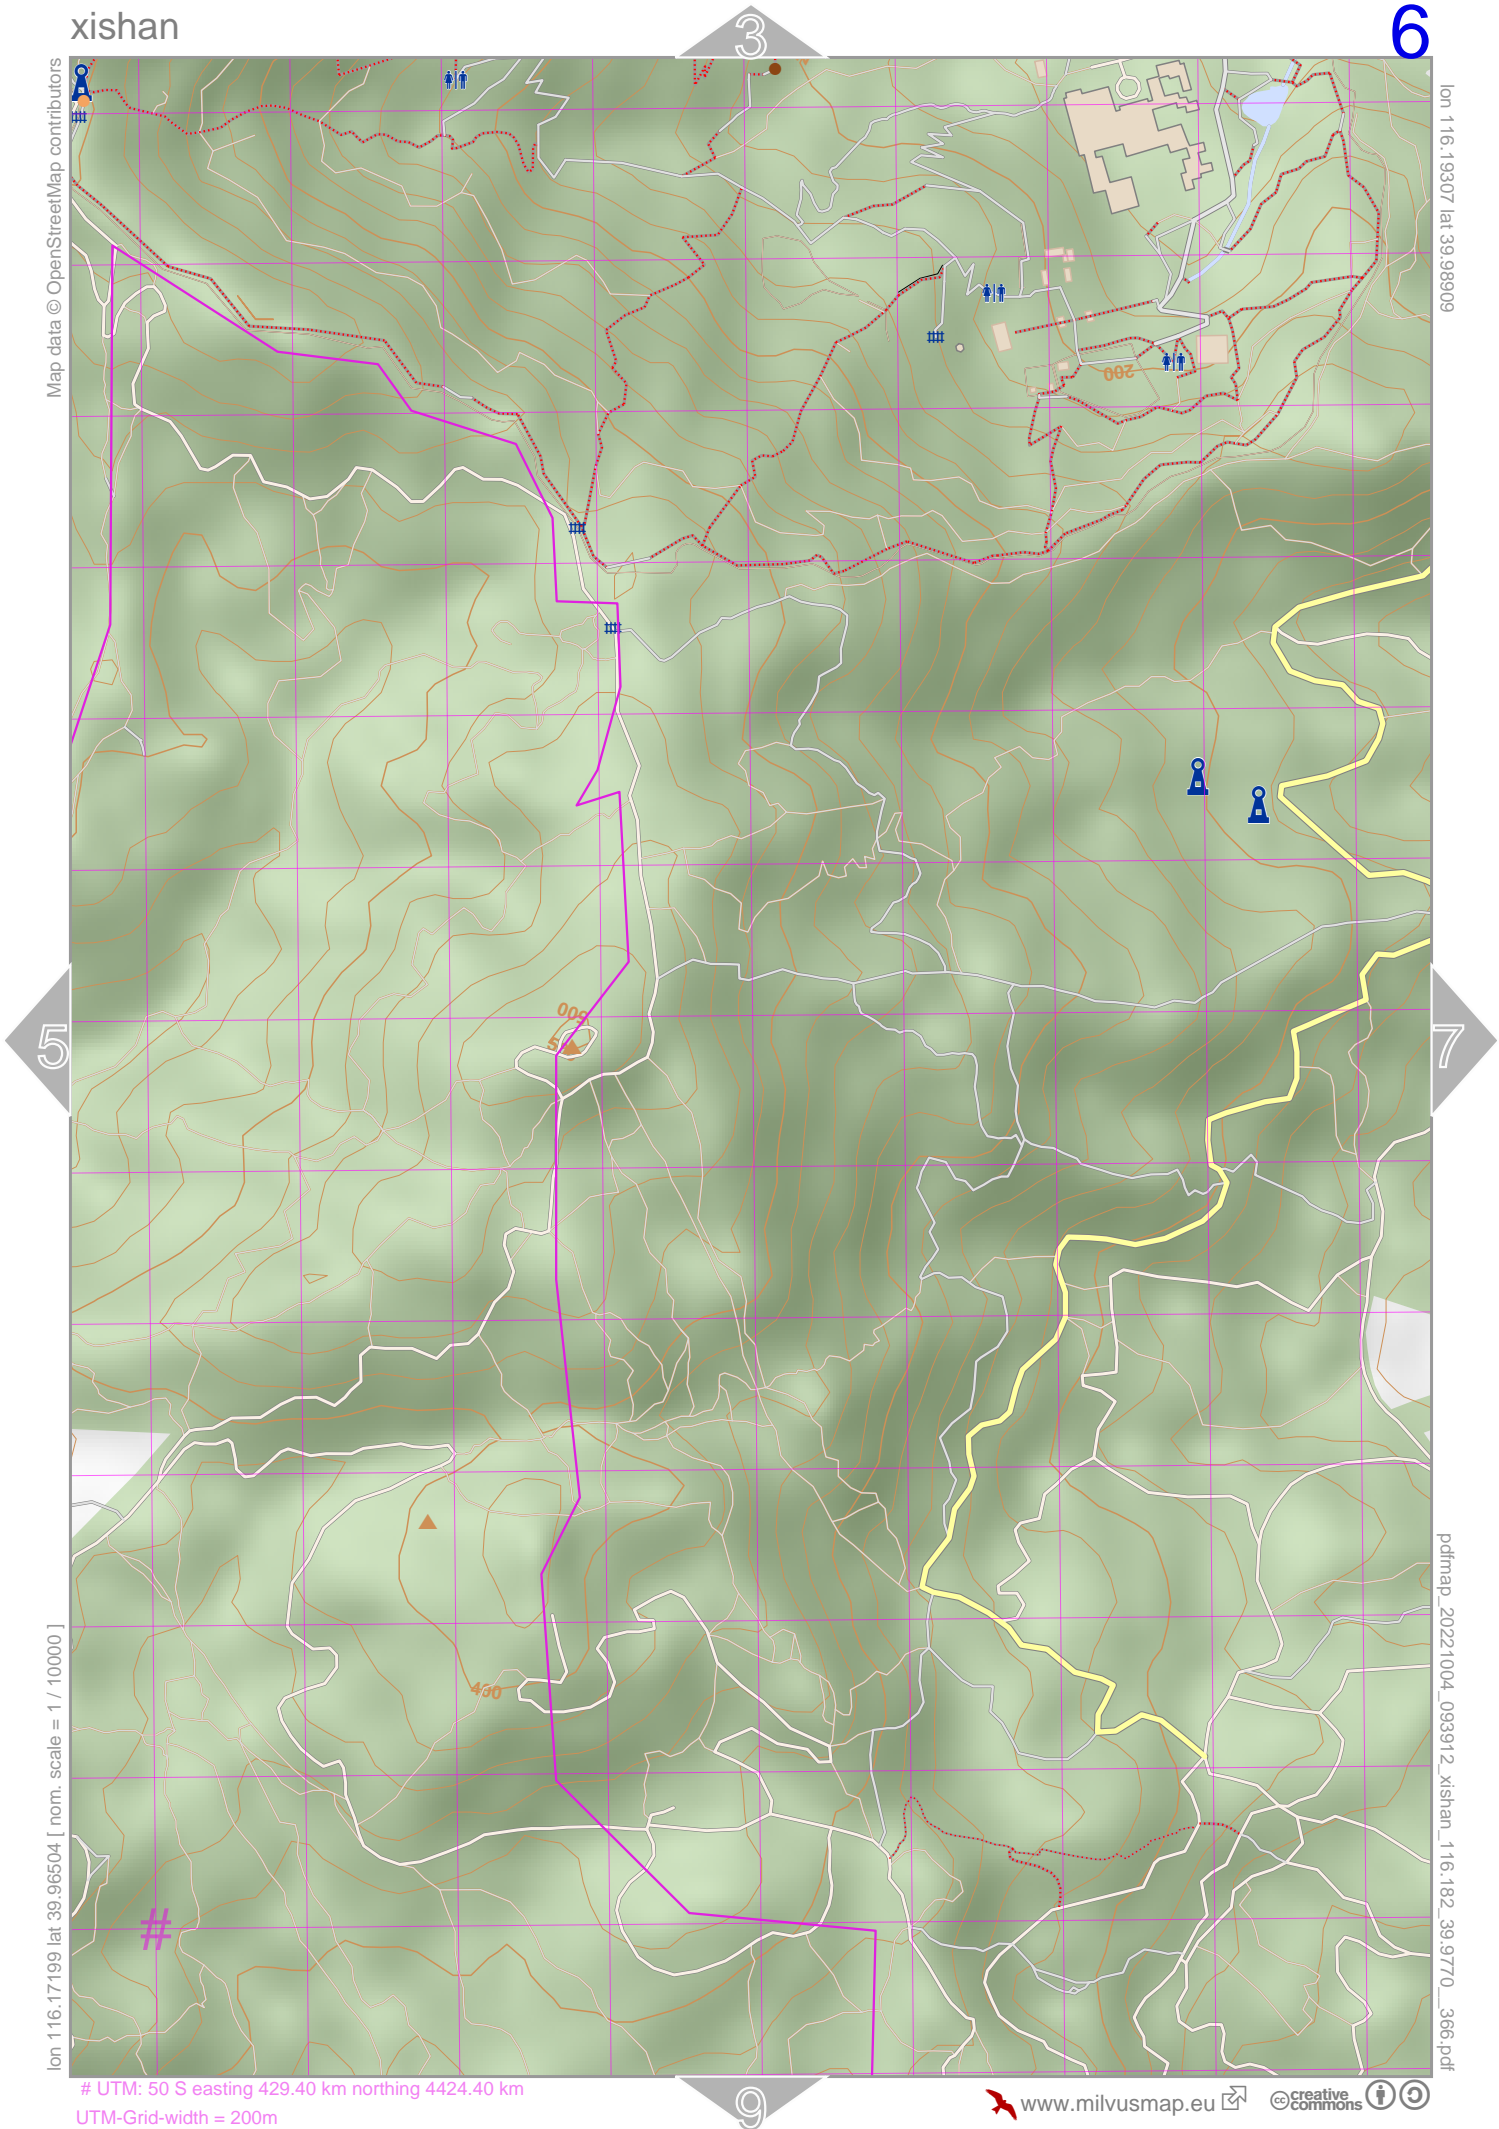 xishan
3
6
Map data © OpenStreetMap contributors
lon 116.19307 lat 39.98909
200
5
600
7
400
#
lon 116.17199 lat 39.96504 [ nom. scale = 1 / 10000 ]
pdfmap_20221004_093912_xishan_116.182_39.9770__366.pdf
# UTM: 50 S easting 429.40 km northing 4424.40 km
UTM-Grid-width = 200m
9
www.milvusmap.eu
cc creative commons